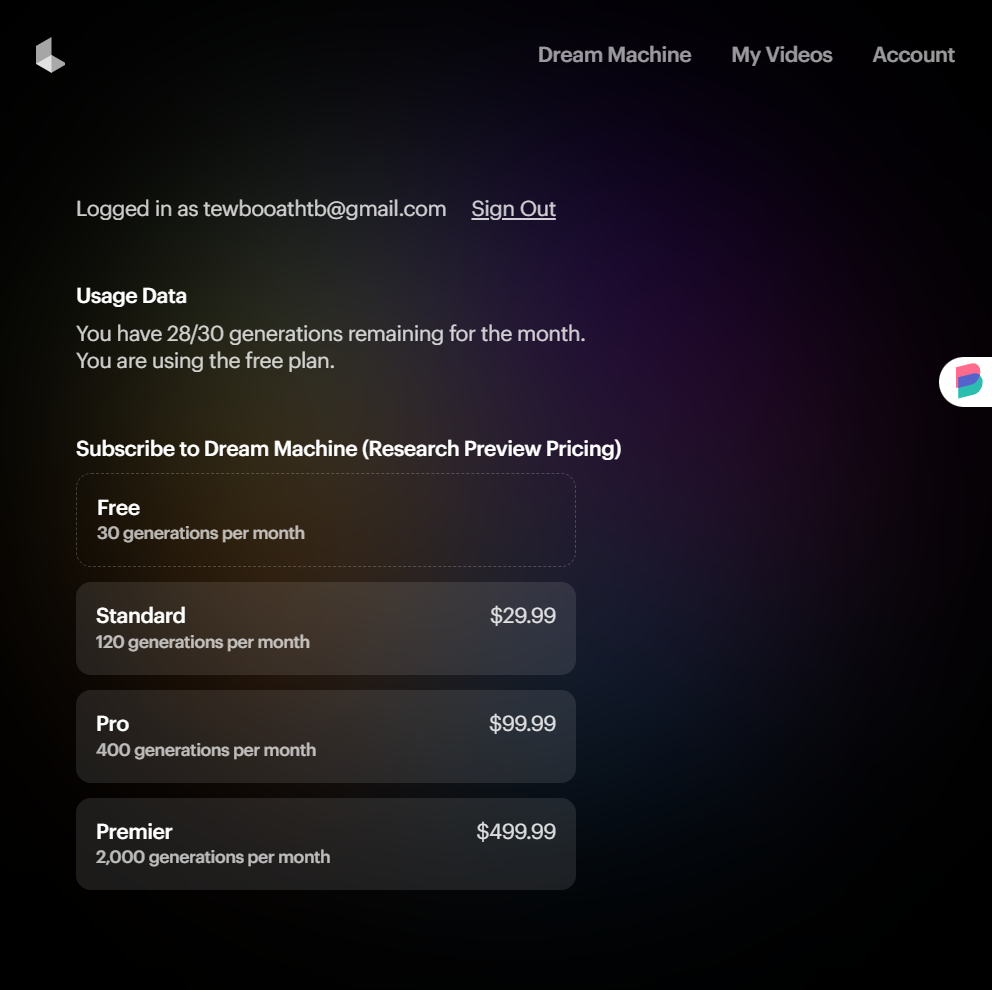 Dream Machine My Videos Account
Logged in as tewbooathtb@gmail.com Sign Out
Usage Data
You have 28/30 generations remaining for the month.
You are using the free plan.
Subscribe to Dream Machine (Research Preview Pricing)
Free
30 generations per month
Standard $29.99
120 generations per month
Pro $99.99
400 generations per month
Premier $499.99
2,000 generations per month